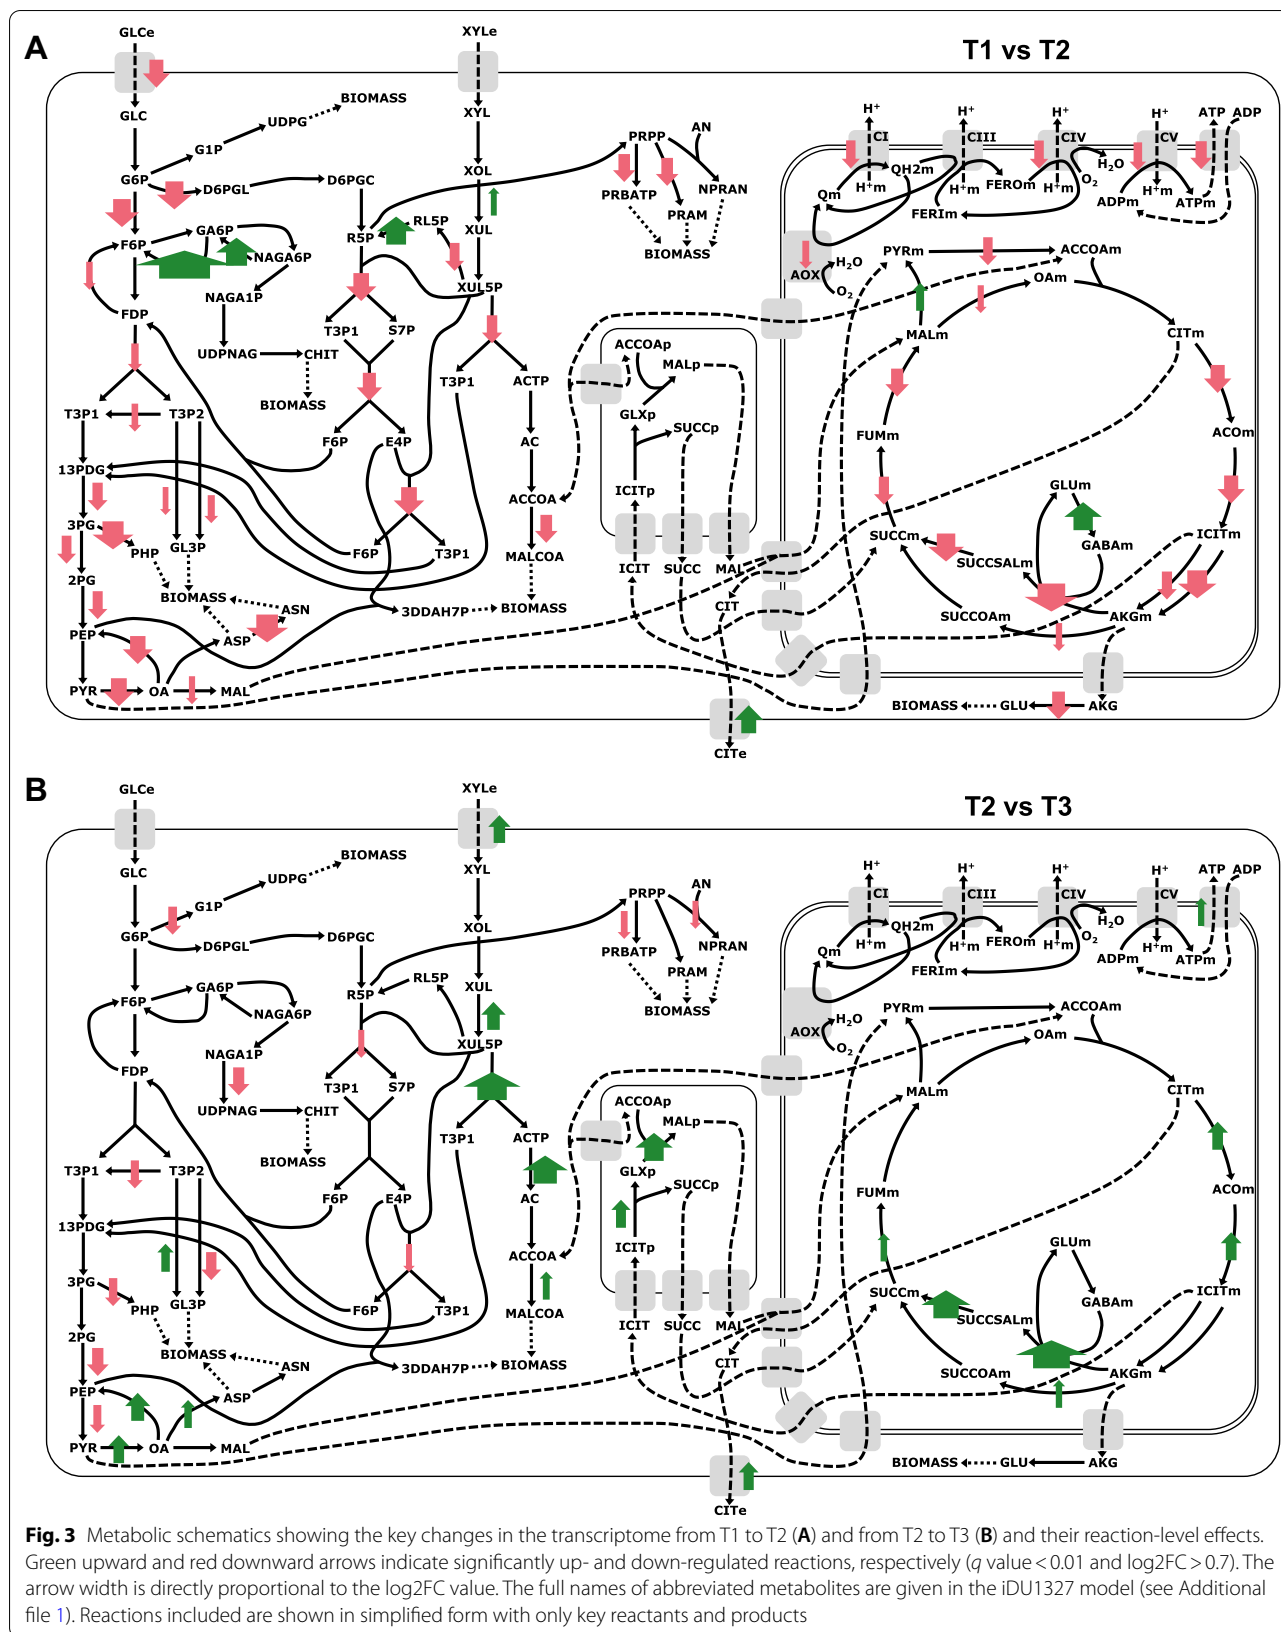 A
T1 vs T2
GLCe
XYLe
GLC
XYL
BIOMASS
UDPG
G1P
G6P
D6PGL
D6PGC
XOL
PRPP
AN
PRBATP
NPRAN
PRAM
BIOMASS
F6P
GA6P
NAGA6P
R5P
RL5P
XUL
XUL5P
NAGA1P
FDP
UDPNAG
CHIT
BIOMASS
T3P1
S7P
T3P1
ACTP
T3P1
T3P2
F6P
E4P
AC
13PDG
ACCOA
3PG
PHP
GL3P
F6P
T3P1
MALCOA
2PG
BIOMASS
ASN
ASP
3DDAH7P
BIOMASS
PEP
PYR
OA
MAL
ACCOAp
MALp
GLXp
SUCCp
ICITp
ICIT
SUCC
MAL
CIT
CITe
H+
H+
H+
H+
ATP
ADP
CI
CIII
CIV
CV
QH2m
H+m
H+m
H+m
H+m
H2O
O2
Qm
FERIm
FEROm
ADPm
ATPm
AOX
H2O
O2
PYRm
ACCOAm
OAm
MALm
CITm
FUMm
ACOm
GLUm
GABAm
SUCCm
SUCCSALm
ICITm
SUCCOAm
AKGm
BIOMASS
GLU
AKG
B
T2 vs T3
GLCe
XYLe
GLC
XYL
BIOMASS
UDPG
G1P
G6P
D6PGL
D6PGC
XOL
PRPP
AN
PRBATP
NPRAN
PRAM
BIOMASS
F6P
GA6P
NAGA6P
R5P
RL5P
XUL
XUL5P
NAGA1P
FDP
UDPNAG
CHIT
BIOMASS
T3P1
S7P
T3P1
ACTP
T3P1
T3P2
F6P
E4P
AC
13PDG
ACCOA
3PG
PHP
GL3P
F6P
T3P1
MALCOA
2PG
BIOMASS
ASN
ASP
3DDAH7P
BIOMASS
PEP
PYR
OA
MAL
ACCOAp
MALp
GLXp
SUCCp
ICITp
ICIT
SUCC
MAL
CIT
CITe
H+
H+
H+
H+
ATP
ADP
CI
CIII
CIV
CV
QH2m
H+m
H+m
H+m
H+m
H2O
O2
Qm
FERIm
FEROm
ADPm
ATPm
AOX
H2O
O2
PYRm
ACCOAm
OAm
MALm
CITm
FUMm
ACOm
GLUm
GABAm
SUCCm
SUCCSALm
ICITm
SUCCOAm
AKGm
BIOMASS
GLU
AKG
Fig. 3 Metabolic schematics showing the key changes in the transcriptome from T1 to T2 (A) and from T2 to T3 (B) and their reaction-level effects.
Green upward and red downward arrows indicate significantly up- and down-regulated reactions, respectively (q value < 0.01 and log2FC > 0.7). The
arrow width is directly proportional to the log2FC value. The full names of abbreviated metabolites are given in the iDU1327 model (see Additional
file 1). Reactions included are shown in simplified form with only key reactants and products